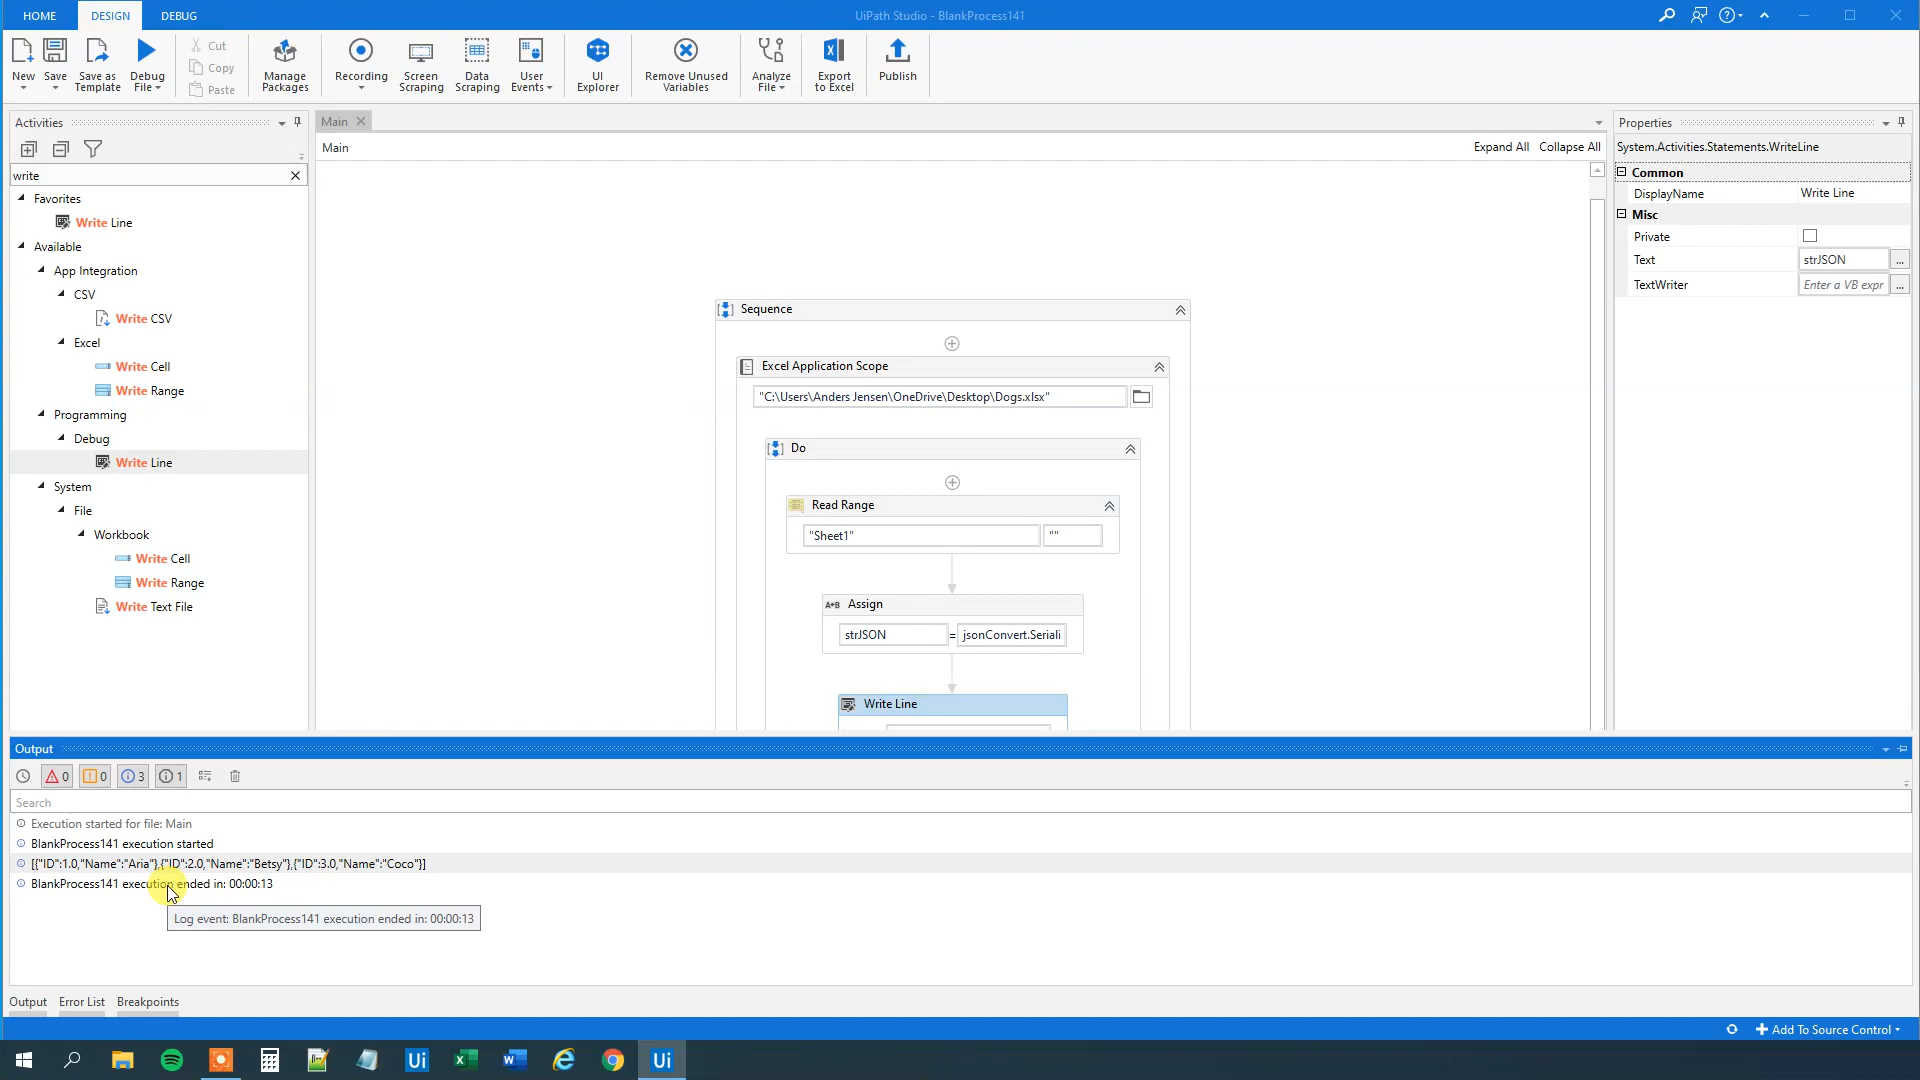 HOME DESIGN DEBUG UiPath Studio - BlankProcess141
New Save Save as Template Debug File Cut Copy Paste Manage Packages Recording Screen Scraping Data Scraping User Events UI Explorer Remove Unused Variables Analyze File Export to Excel Publish
Activities
write
Favorites
Write Line
Available
App Integration
CSV
Write CSV
Excel
Write Cell
Write Range
Programming
Debug
Write Line
System
File
Workbook
Write Cell
Write Range
Write Text File
Main
Main Expand All Collapse All
Sequence
Excel Application Scope
"C:\Users\Anders Jensen\OneDrive\Desktop\Dogs.xlsx"
Do
Read Range
"Sheet1" ""
A+B Assign
strJSON = jsonConvert.Seriali
Write Line
Properties
System.Activities.Statements.WriteLine
Common
DisplayName Write Line
Misc
Private
Text strJSON ...
TextWriter Enter a VB expr ...
Output
0 0 3 1
Search
Execution started for file: Main
BlankProcess141 execution started
[{"ID":1.0,"Name":"Aria"},{"ID":2.0,"Name":"Betsy"},{"ID":3.0,"Name":"Coco"}]
BlankProcess141 execution ended in: 00:00:13
Log event: BlankProcess141 execution ended in: 00:00:13
Output Error List Breakpoints
Add To Source Control
Ui Ui